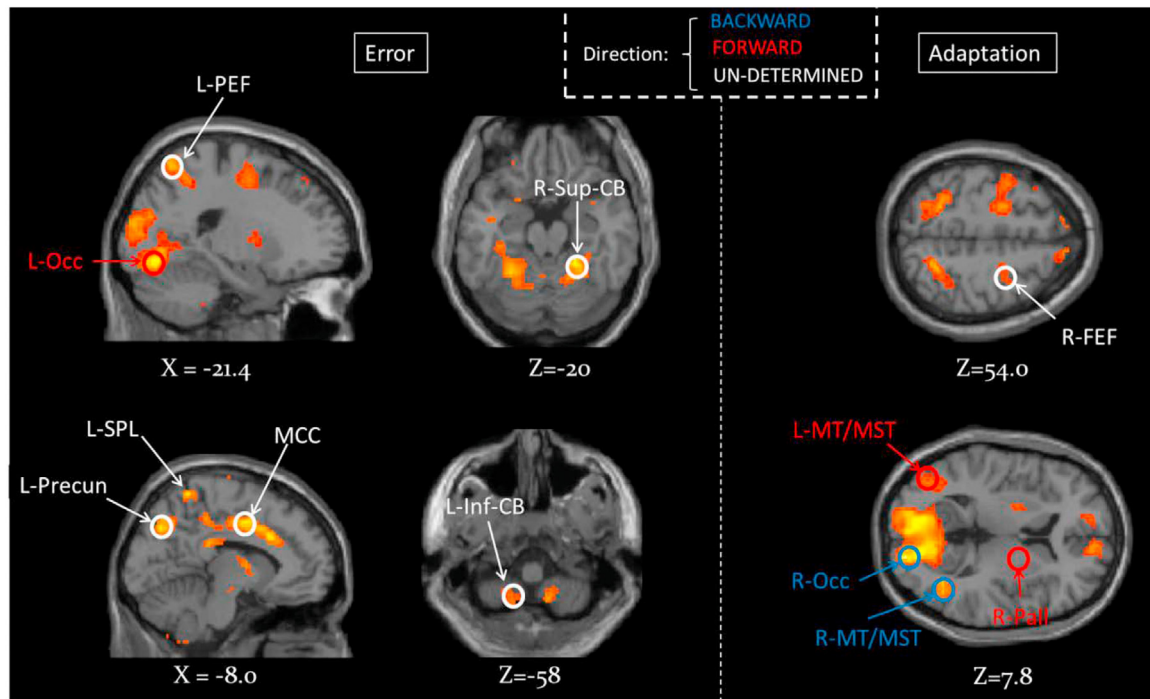 Error
Direction:
BACKWARD
FORWARD
UN-DETERMINED
Adaptation
L-PEF
L-Occ
X = -21.4
R-Sup-CB
Z=-20
R-FEF
Z=54.0
L-SPL
MCC
L-Precun
X = -8.0
L-Inf-CB
Z=-58
L-MT/MST
R-Occ
R-Pall
R-MT/MST
Z=7.8